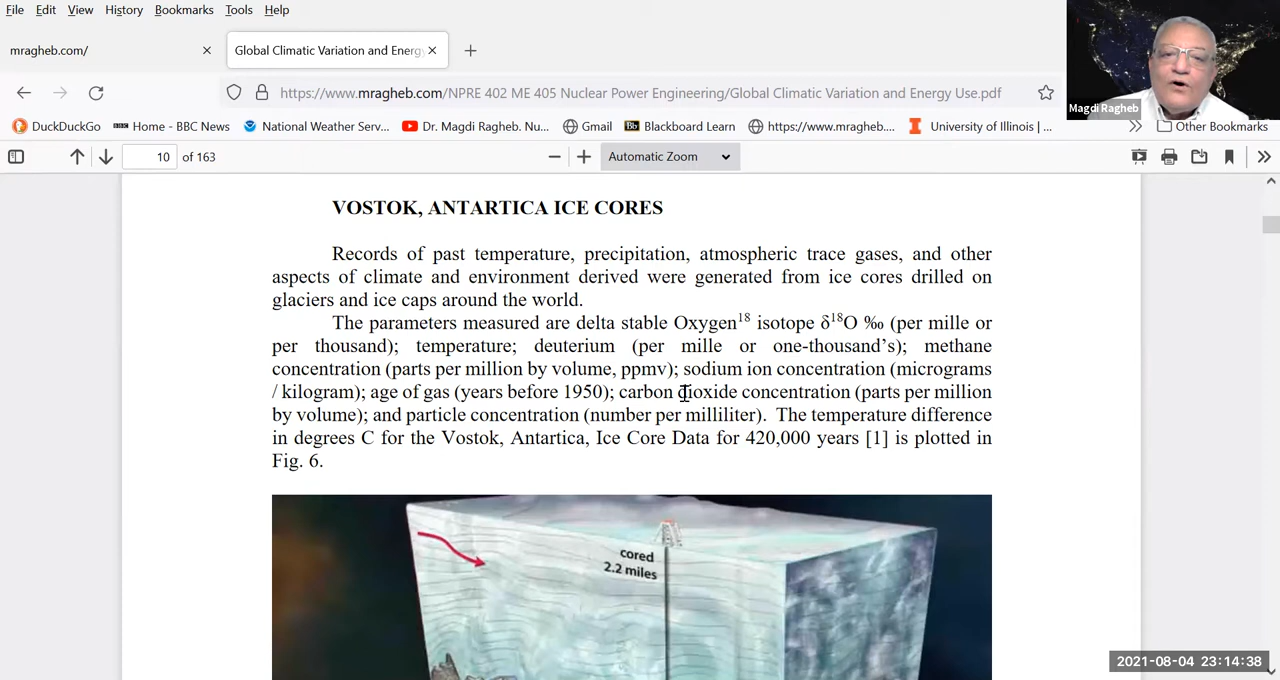 File Edit View History Bookmarks Tools Help
mragheb.com/
Global Climatic Variation and Energy
https://www.mragheb.com/NPRE 402 ME 405 Nuclear Power Engineering/Global Climatic Variation and Energy Use.pdf
Magdi Ragheb
DuckDuckGo Home - BBC News National Weather Serv... Dr. Magdi Ragheb. Nu... Gmail Blackboard Learn https://www.mragheb.... University of Illinois |... Other Bookmarks
10 of 163 Automatic Zoom
VOSTOK, ANTARTICA ICE CORES
Records of past temperature, precipitation, atmospheric trace gases, and other
aspects of climate and environment derived were generated from ice cores drilled on
glaciers and ice caps around the world.
The parameters measured are delta stable Oxygen¹⁸ isotope δ¹⁸O ‰ (per mille or
per thousand); temperature; deuterium (per mille or one-thousand's); methane
concentration (parts per million by volume, ppmv); sodium ion concentration (micrograms
/ kilogram); age of gas (years before 1950); carbon dioxide concentration (parts per million
by volume); and particle concentration (number per milliliter). The temperature difference
in degrees C for the Vostok, Antartica, Ice Core Data for 420,000 years [1] is plotted in
Fig. 6.
cored
2.2 miles
2021-08-04 23:14:38